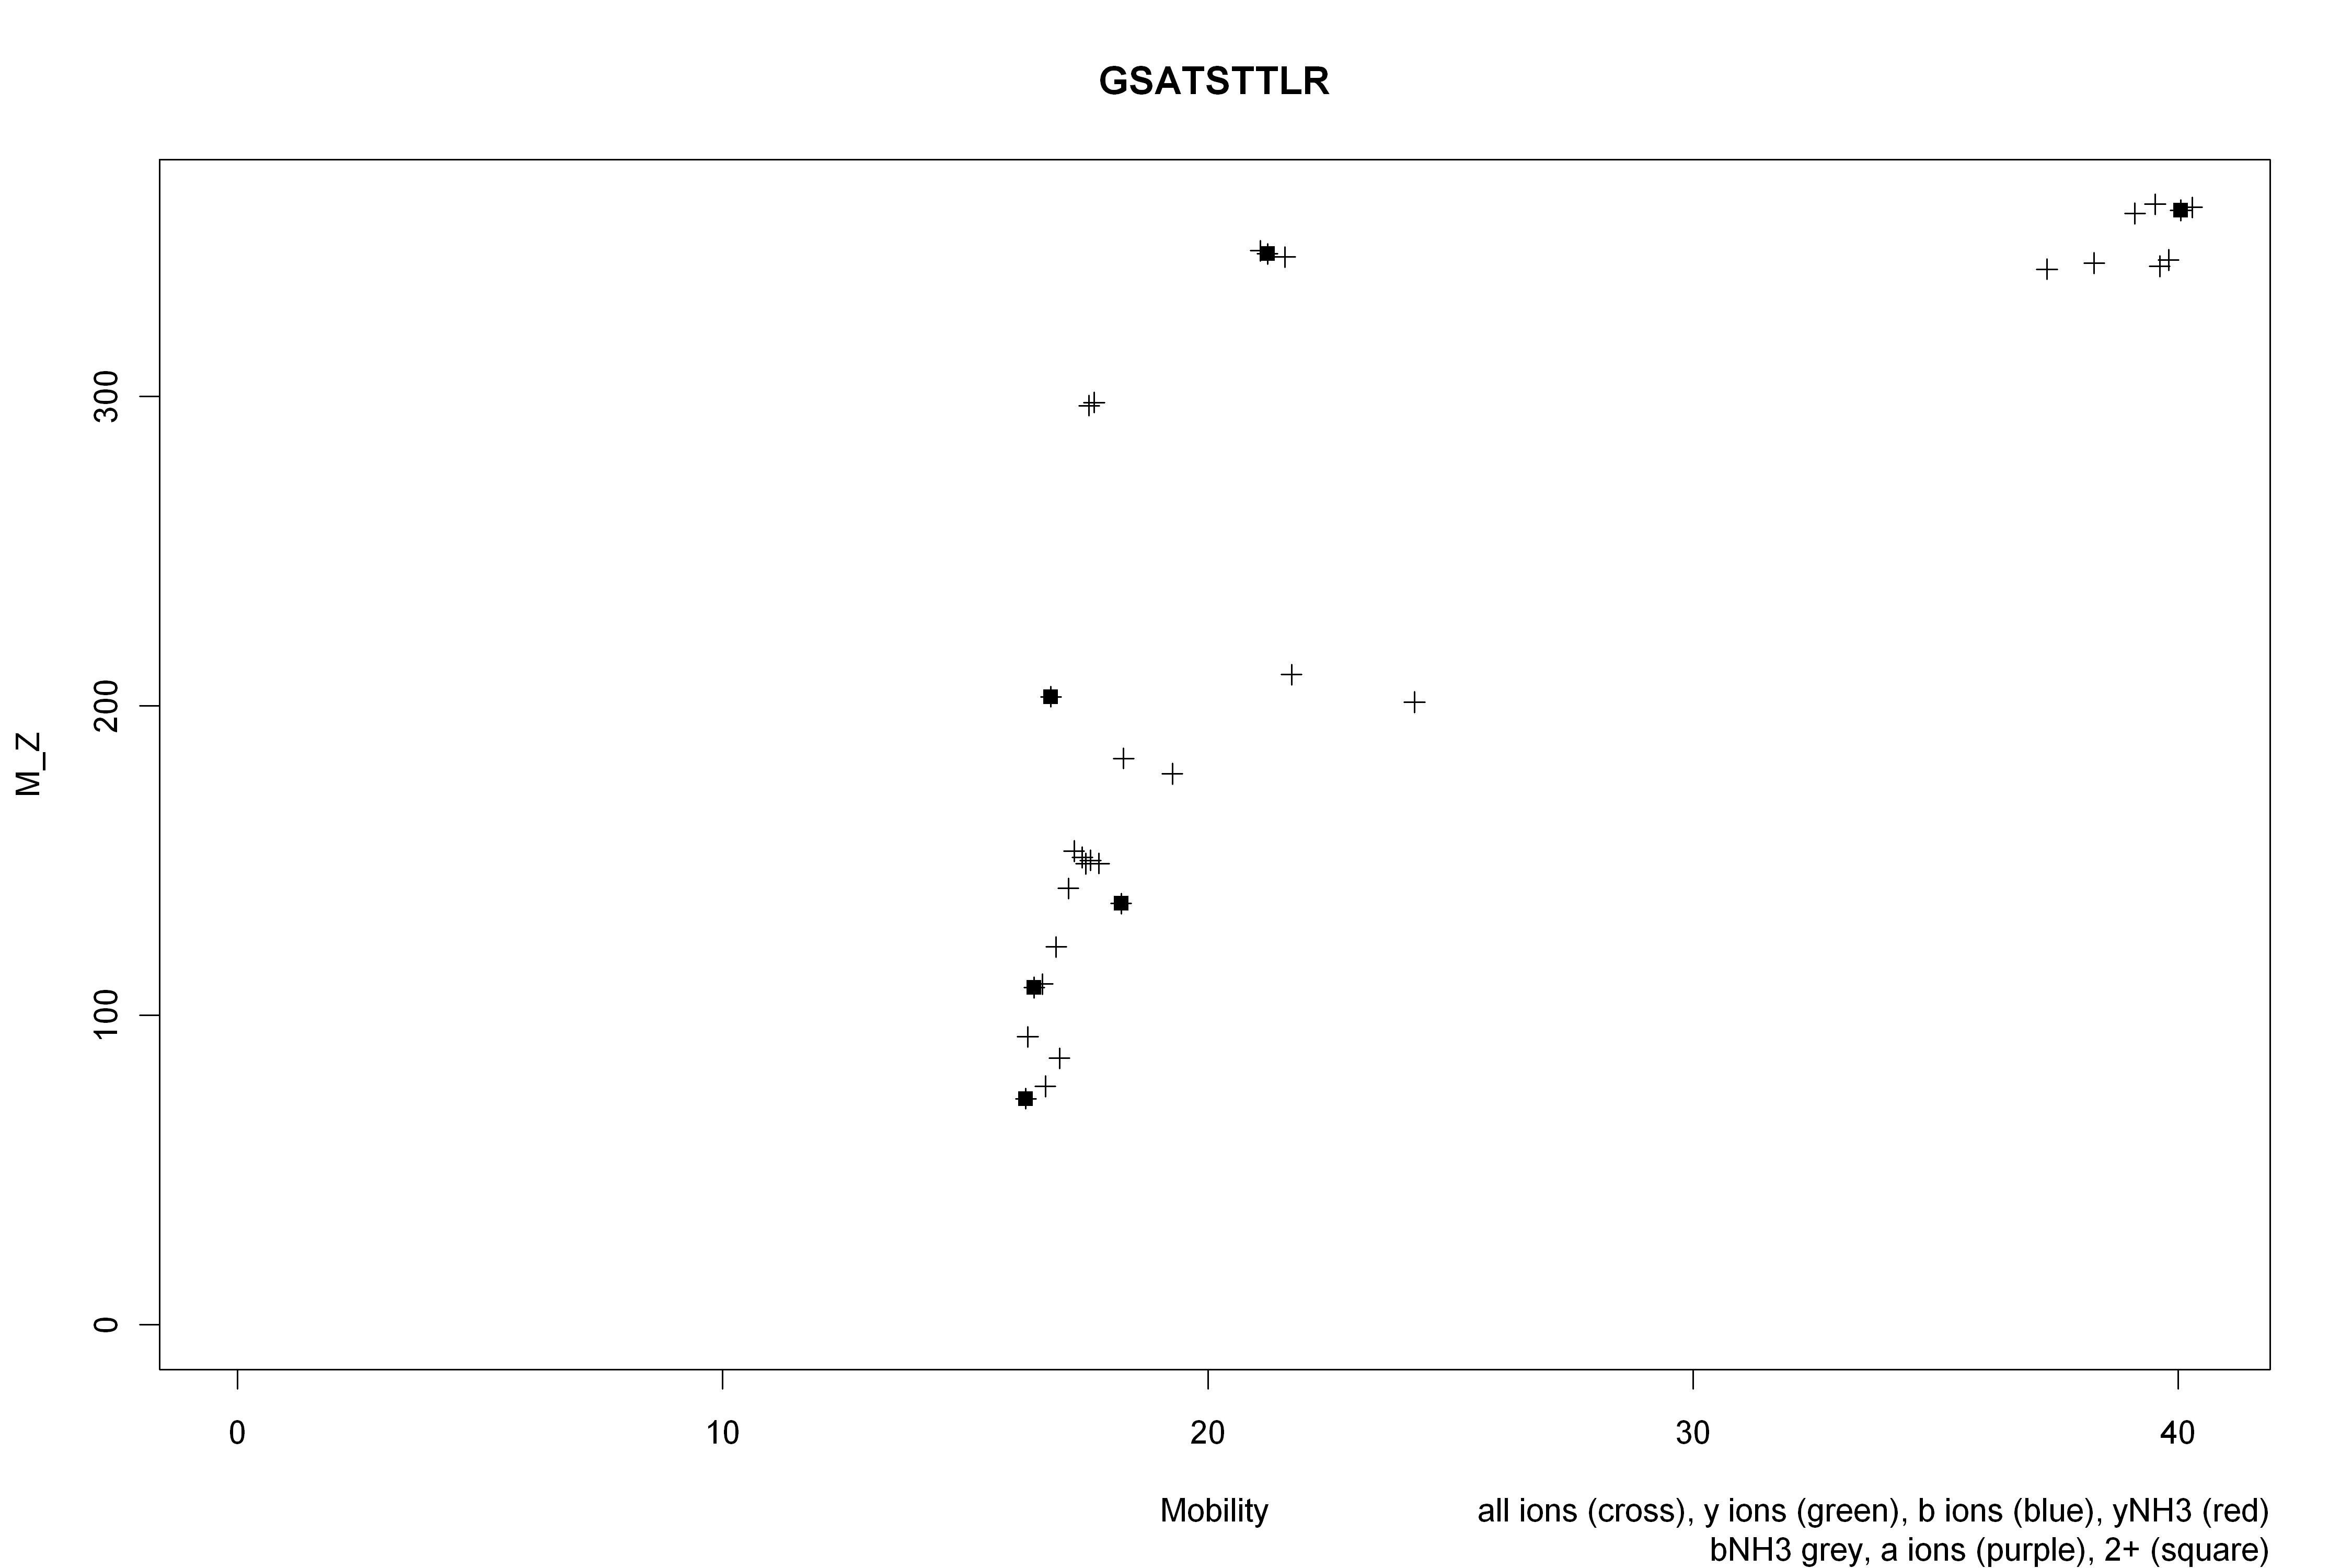 GSATSTTLR
M_Z
300
200
100
0
0 10 20 30 40
Mobility
all ions (cross), y ions (green), b ions (blue), yNH3 (red)
bNH3 grey, a ions (purple), 2+ (square)